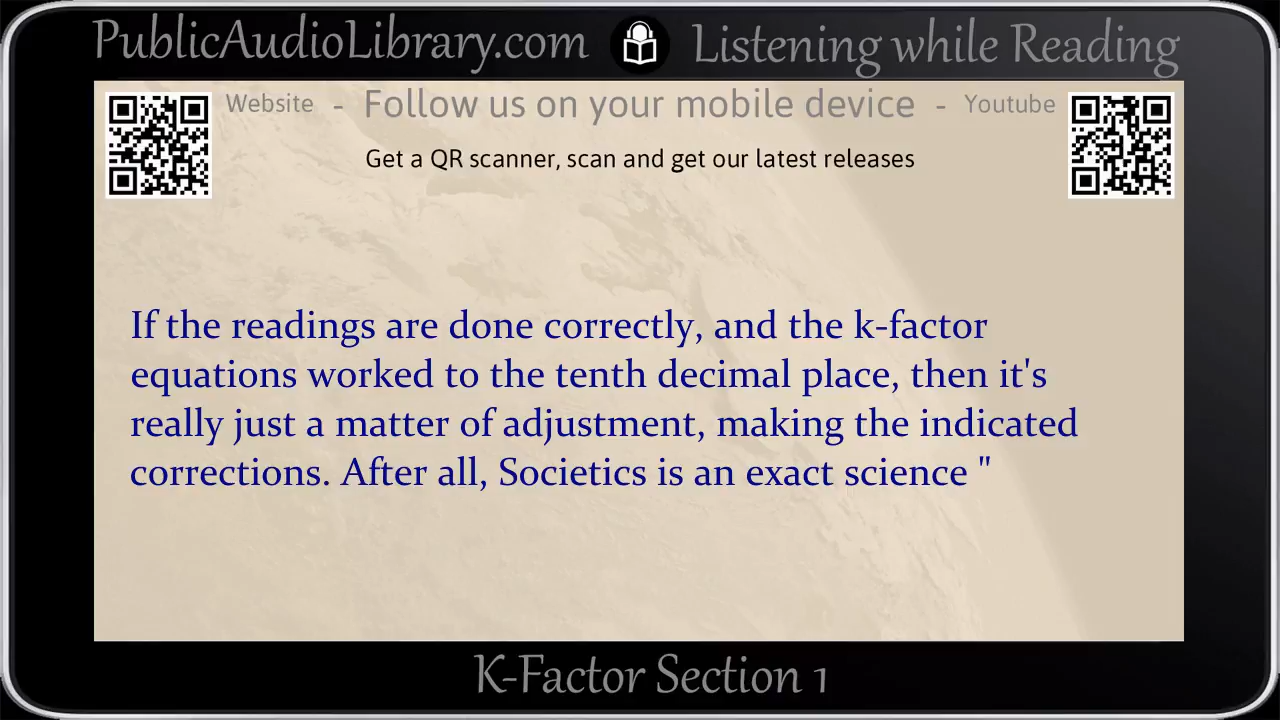 PublicAudioLibrary.com Listening while Reading
Website - Follow us on your mobile device - Youtube
Get a QR scanner, scan and get our latest releases
If the readings are done correctly, and the k-factor
equations worked to the tenth decimal place, then it's
really just a matter of adjustment, making the indicated
corrections. After all, Societics is an exact science "
K-Factor Section 1